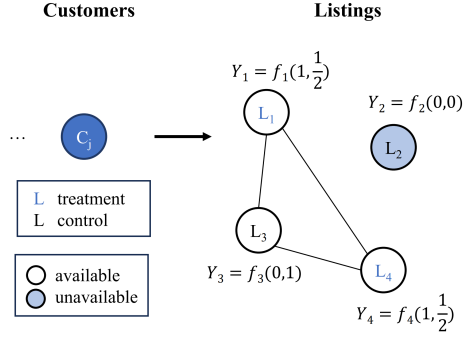 Customers
Listings
Y₁ = f₁(1,1/2)
L₁
Y₂ = f₂(0,0)
L₂
...
Cⱼ
L treatment
L control
L₃
Y₃ = f₃(0,1)
L₄
Y₄ = f₄(1,1/2)
available
unavailable